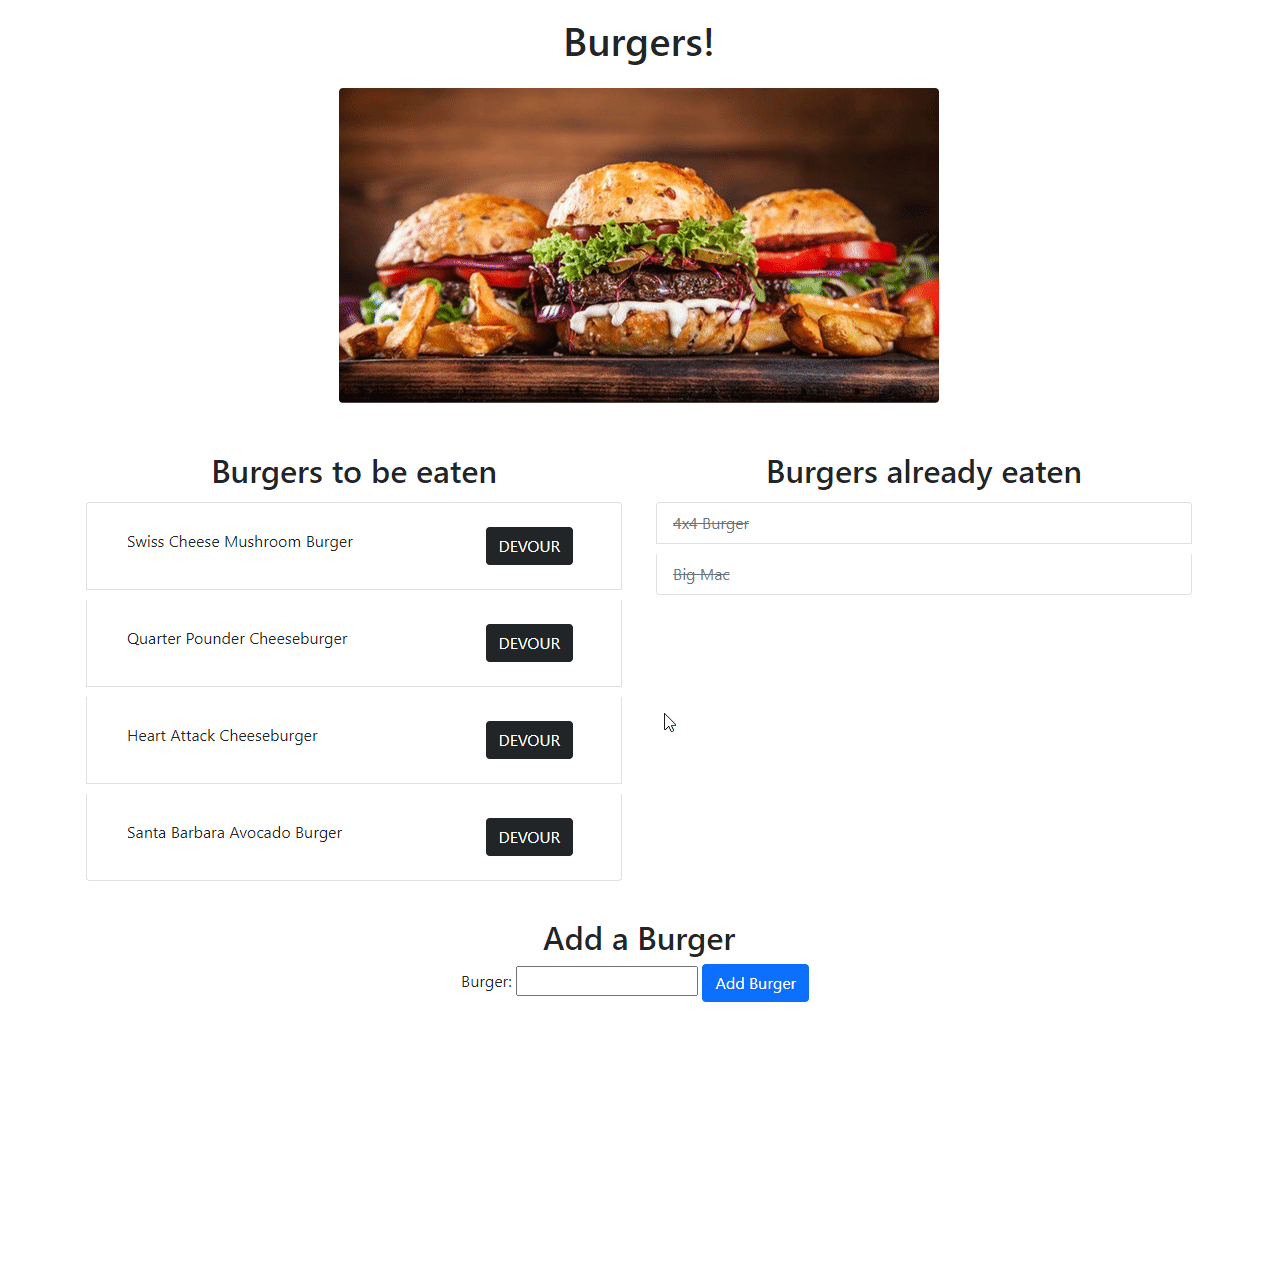 Burgers!
Burgers to be eaten
Swiss Cheese Mushroom Burger DEVOUR
Quarter Pounder Cheeseburger DEVOUR
Heart Attack Cheeseburger DEVOUR
Santa Barbara Avocado Burger DEVOUR
Burgers already eaten
4x4 Burger
Big Mac
Add a Burger
Burger: Add Burger